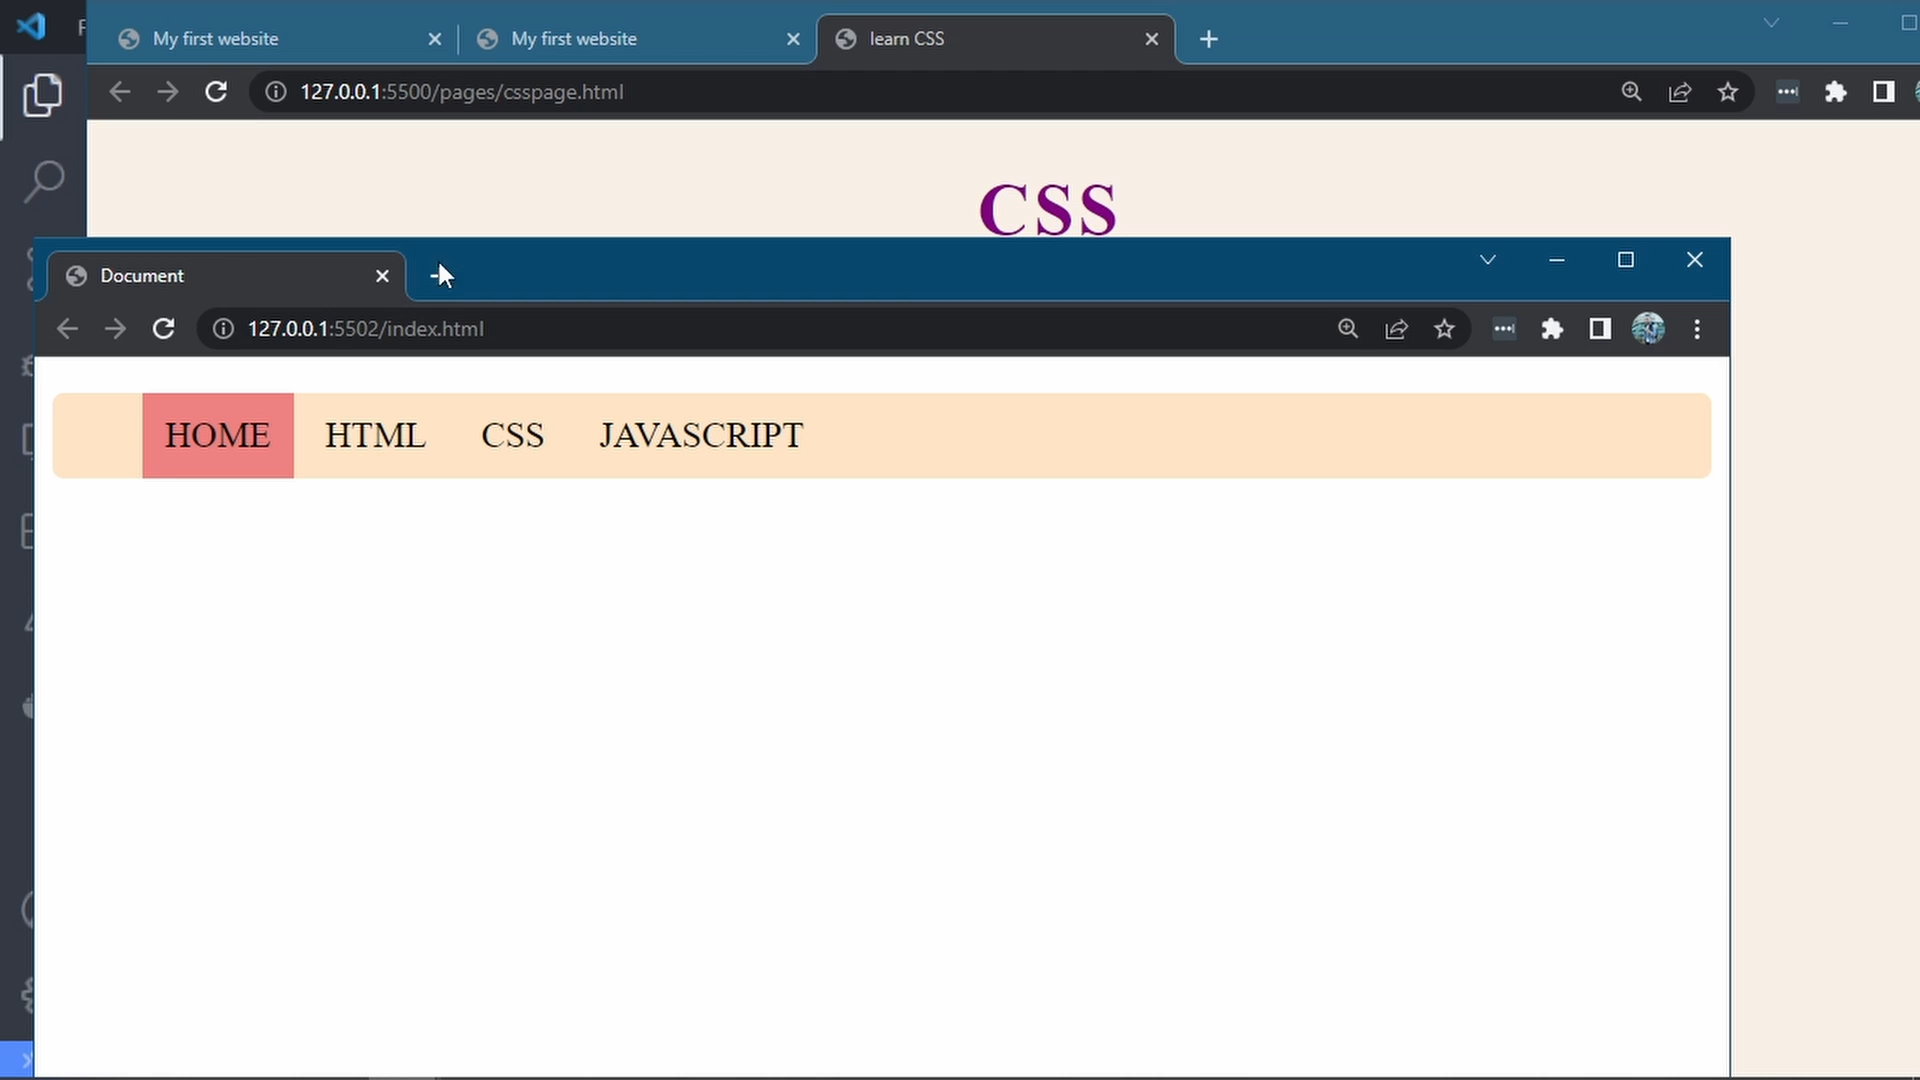 F
My first website
My first website
learn CSS
127.0.0.1:5500/pages/csspage.html
CSS
Document
127.0.0.1:5502/index.html
HOME HTML CSS JAVASCRIPT